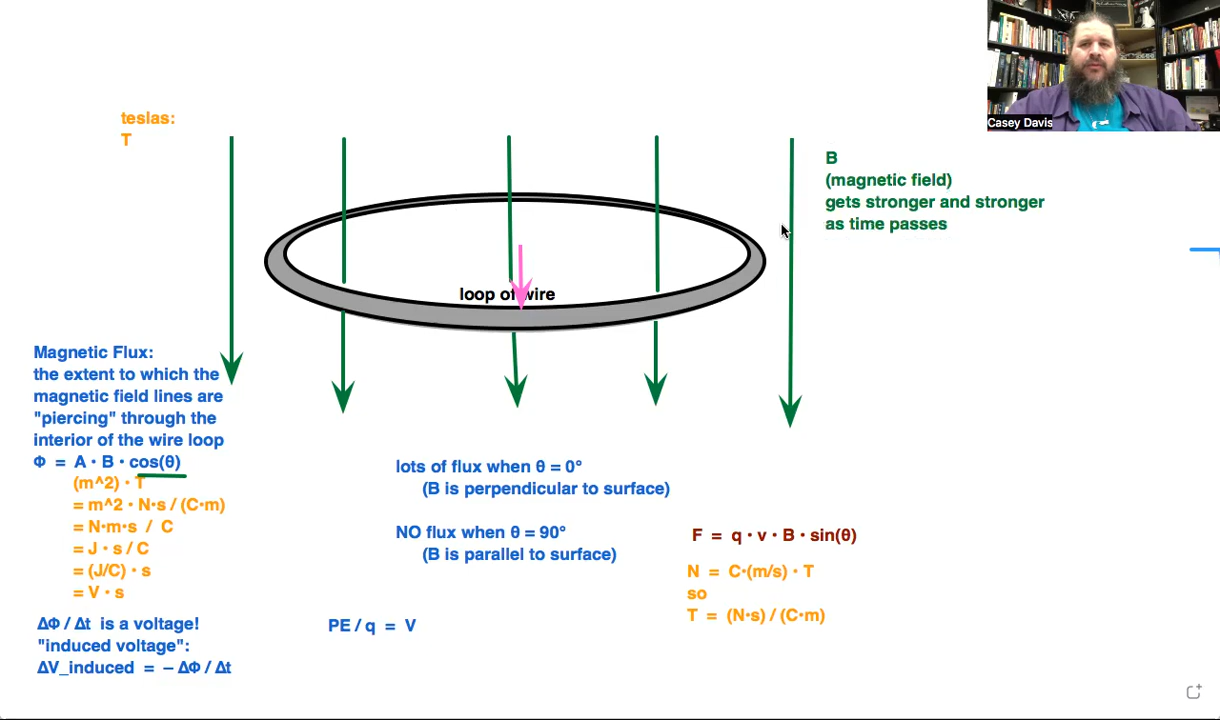 Casey Davis
teslas:
T
B
(magnetic field)
gets stronger and stronger
as time passes
loop of wire
Magnetic Flux:
the extent to which the
magnetic field lines are
"piercing" through the
interior of the wire loop
Φ = A · B · cos(θ)
(m^2) · T
= m^2 · N·s / (C·m)
= N·m·s / C
= J · s / C
= (J/C) · s
= V · s
ΔΦ / Δt is a voltage!
"induced voltage":
ΔV_induced = – ΔΦ / Δt
lots of flux when θ = 0°
(B is perpendicular to surface)
NO flux when θ = 90°
(B is parallel to surface)
PE / q = V
F = q · v · B · sin(θ)
N = C·(m/s) · T
so
T = (N·s) / (C·m)